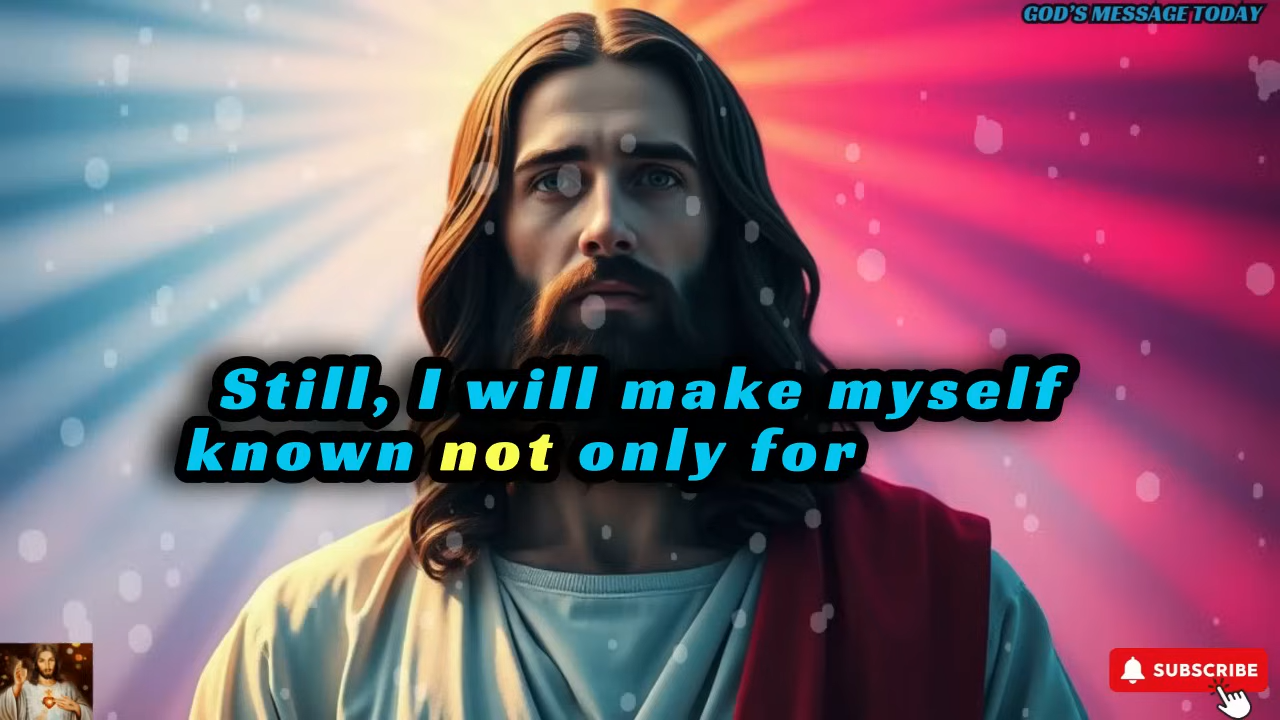 GOD'S MESSAGE TODAY
Still, I will make myself
known not only for
SUBSCRIBE